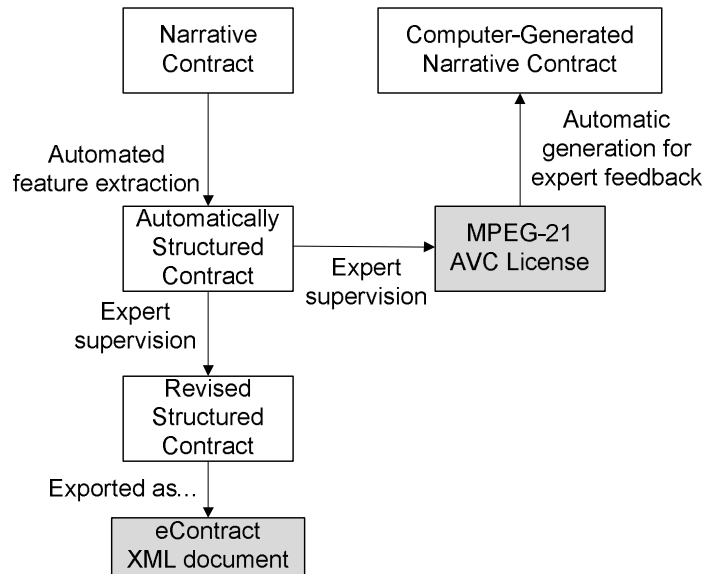 Narrative
Contract
Computer-Generated
Narrative Contract
Automated
feature extraction
Automatic
generation for
expert feedback
Automatically
Structured
Contract
Expert
supervision
MPEG-21
AVC License
Expert
supervision
Revised
Structured
Contract
Exported as...
eContract
XML document